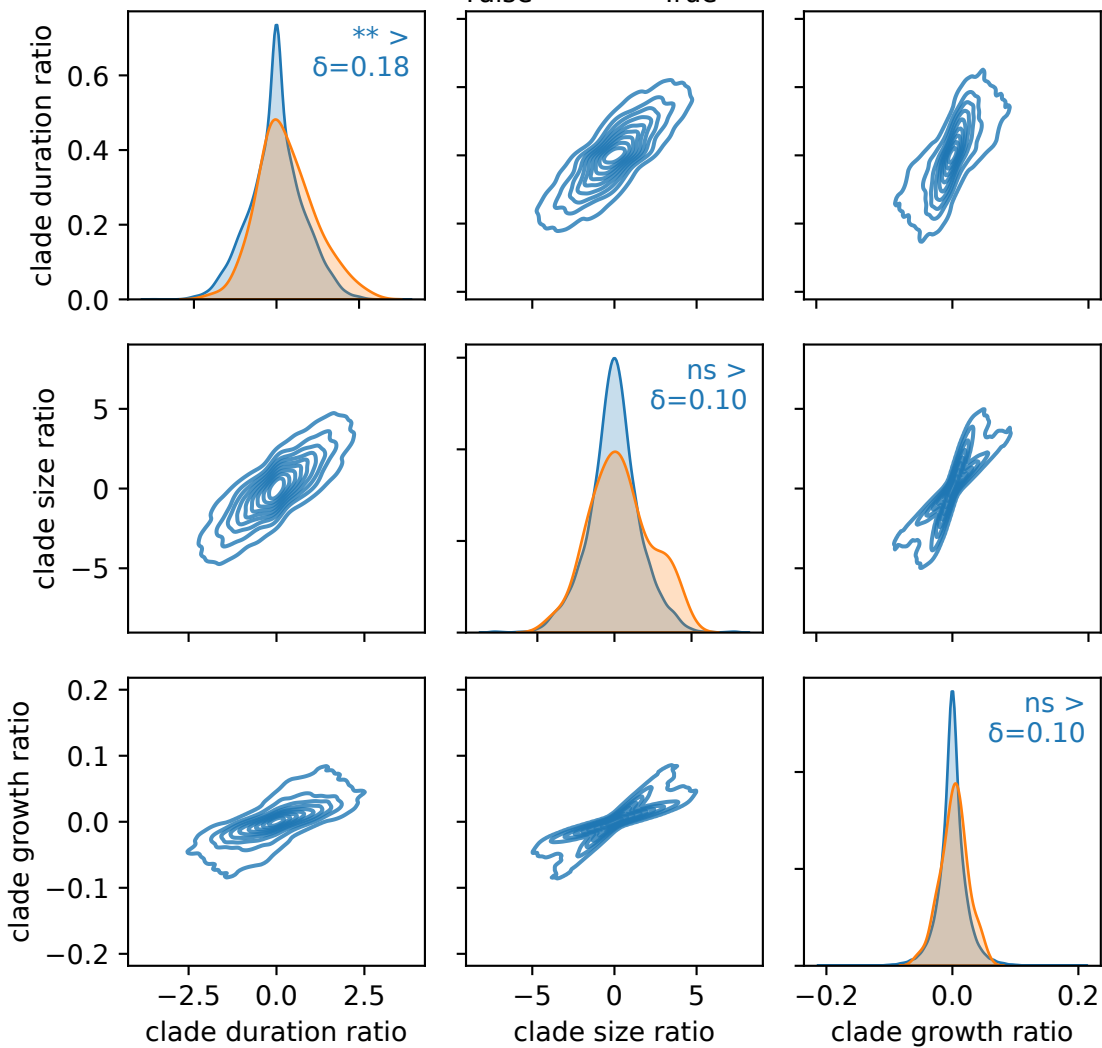 clade duration ratio
0.6
0.4
0.2
0.0
** >
δ=0.18
clade size ratio
5
0
−5
ns >
δ=0.10
clade growth ratio
0.2
0.1
0.0
−0.1
−0.2
ns >
δ=0.10
−2.5 0.0 2.5
clade duration ratio
−5 0 5
clade size ratio
−0.2 0.0 0.2
clade growth ratio